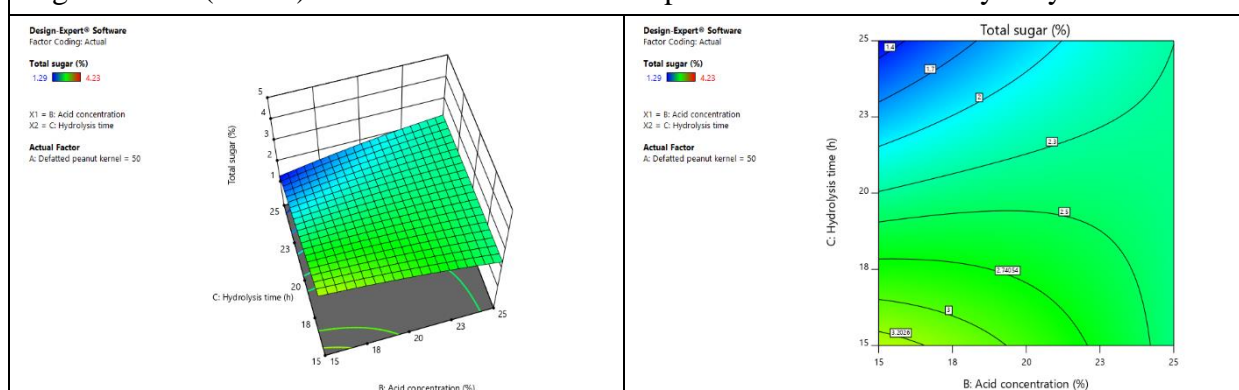 Design-Expert® Software
Factor Coding: Actual
Total sugar (%)
1.29 4.23
X1 = B: Acid concentration
X2 = C: Hydrolysis time
Actual Factor
A: Defatted peanut kernel = 50
5
4
3
2
1
Total sugar (%)
25
23
20
18
15
C: Hydrolysis time (h)
15
18
20
23
25
B: Acid concentration (%)
Design-Expert® Software
Factor Coding: Actual
Total sugar (%)
1.29 4.23
X1 = B: Acid concentration
X2 = C: Hydrolysis time
Actual Factor
A: Defatted peanut kernel = 50
Total sugar (%)
25
23
20
18
15
C: Hydrolysis time (h)
1.4
1.7
2
2.3
2.5
2.74034
3
3.2026
15
18
20
23
25
B: Acid concentration (%)